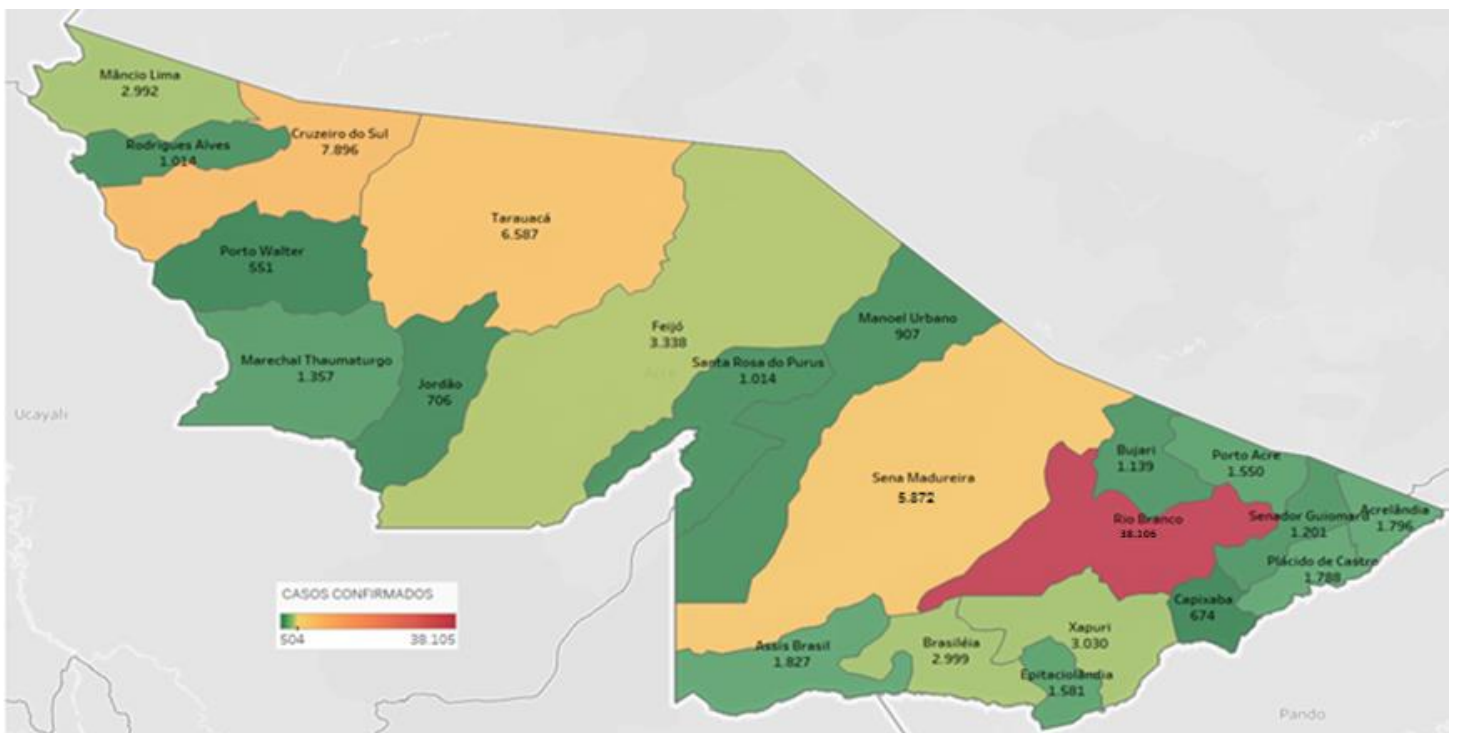 Mâncio Lima
2.992
Rodrigues Alves
1.014
Cruzeiro do Sul
7.896
Tarauacá
6.587
Porto Walter
551
Marechal Thaumaturgo
1.357
Jordão
706
Feijó
3.338
Acre
Manoel Urbano
907
Santa Rosa do Purus
1.014
Ucayali
Sena Madureira
5.872
Bujari
1.139
Porto Acre
1.550
Rio Branco
38.105
Senador Guiomard
1.201
Acrelândia
1.796
Plácido de Castro
1.788
Capixaba
674
Xapuri
3.030
Brasiléia
2.999
Assis Brasil
1.827
Epitaciolândia
1.581
CASOS CONFIRMADOS
504 38.105
Pando